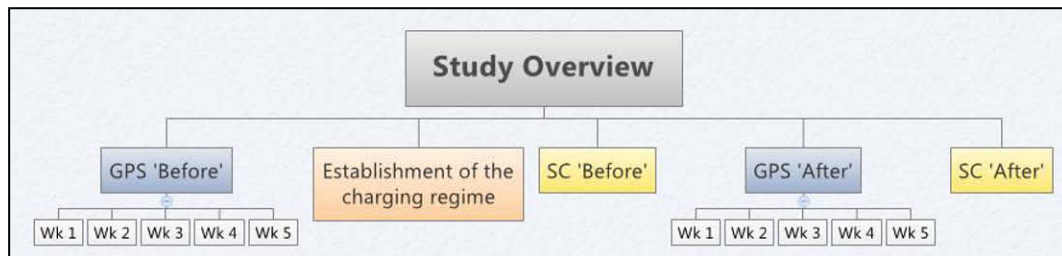 Study Overview
GPS 'Before'
Establishment of the
charging regime
SC 'Before'
GPS 'After'
SC 'After'
Wk 1 Wk 2 Wk 3 Wk 4 Wk 5
Wk 1 Wk 2 Wk 3 Wk 4 Wk 5